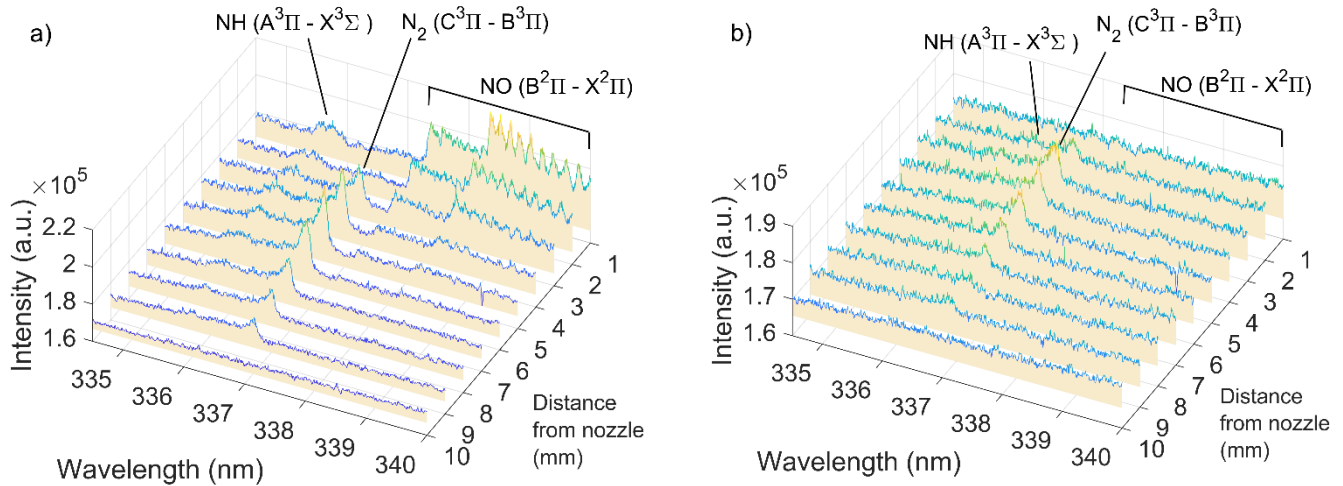 a)
NH (A³Π - X³Σ )
N₂ (C³Π - B³Π)
NO (B²Π - X²Π)
×10⁵
2.2
2
1.8
1.6
Intensity (a.u.)
335
336
337
338
339
340
Wavelength (nm)
1
2
3
4
5
6
7
8
9
10
Distance
from nozzle
(mm)
b)
NH (A³Π - X³Σ )
N₂ (C³Π - B³Π)
NO (B²Π - X²Π)
×10⁵
1.9
1.8
1.7
1.6
Intensity (a.u.)
335
336
337
338
339
340
Wavelength (nm)
1
2
3
4
5
6
7
8
9
10
Distance
from nozzle
(mm)